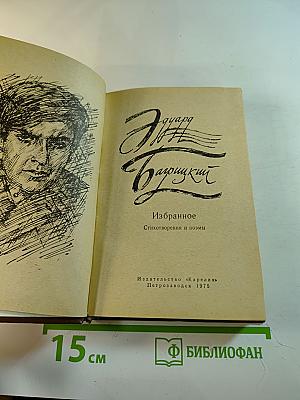 Эдуард
Багрицкий
Избранное
Стихотворения и поэмы
Издательство «Карелия»
Петрозаводск 1975
15 см
Ф БИБЛИОФАН